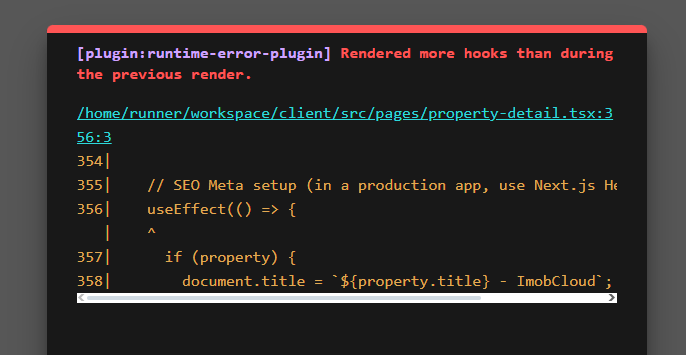 [plugin:runtime-error-plugin] Rendered more hooks than during
the previous render.
/home/runner/workspace/client/src/pages/property-detail.tsx:3
56:3
354|
355|    // SEO Meta setup (in a production app, use Next.js He
356|    useEffect(() => {
   |    ^
357|      if (property) {
358|        document.title = `${property.title} - ImobCloud`;